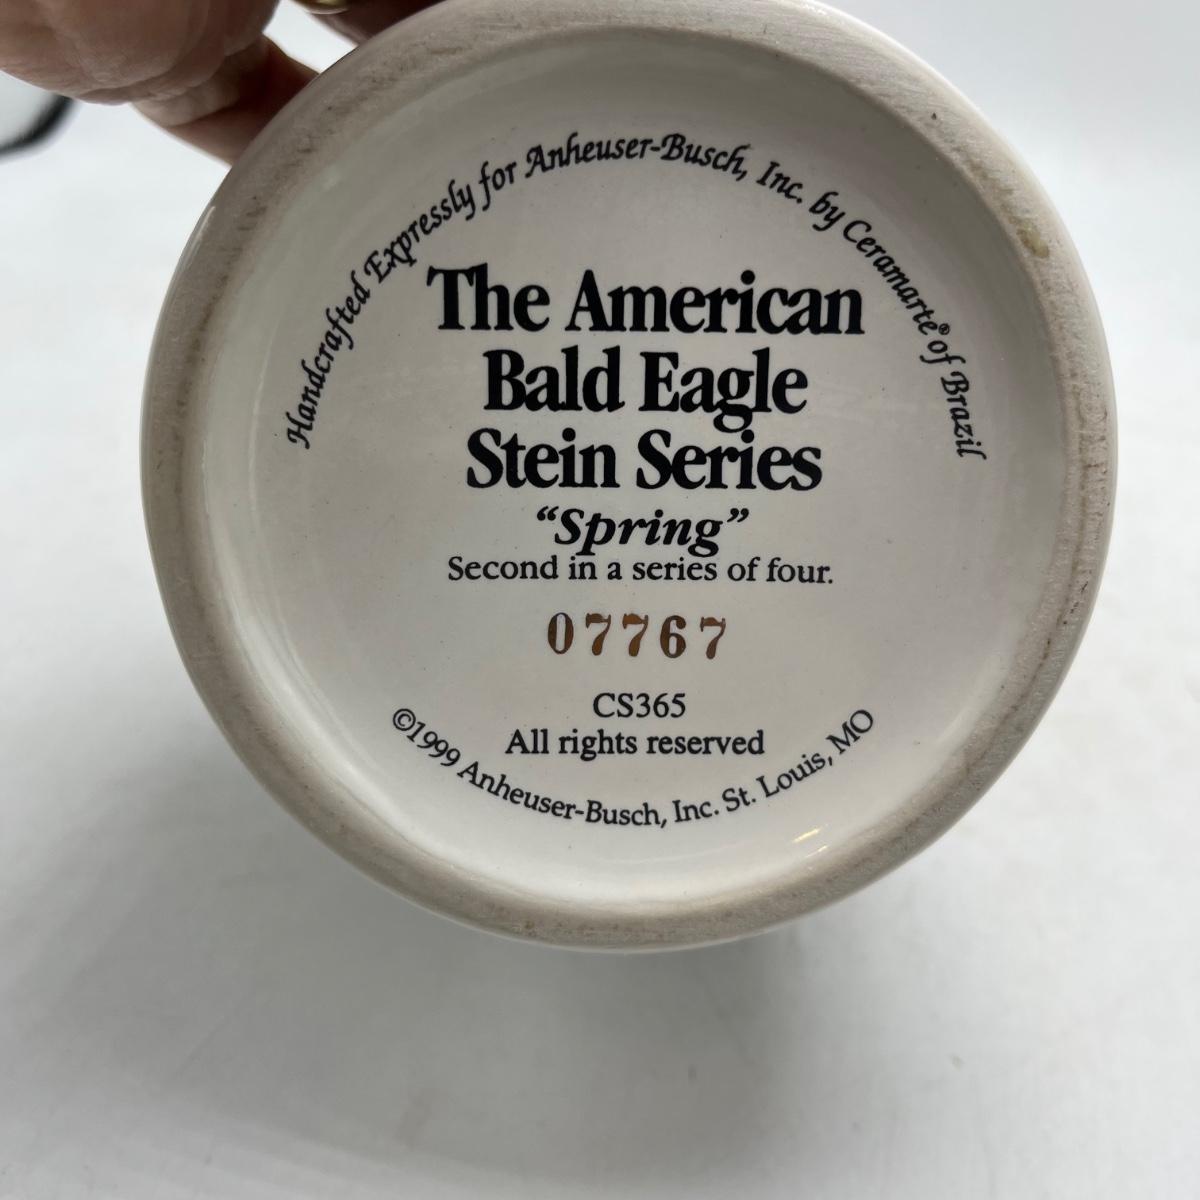 Handcrafted Expressly for Anheuser-Busch, Inc. by Ceramarte® of Brazil
The American
Bald Eagle
Stein Series
“Spring”
Second in a series of four.
07767
CS365
All rights reserved
©1999 Anheuser-Busch, Inc. St. Louis, MO